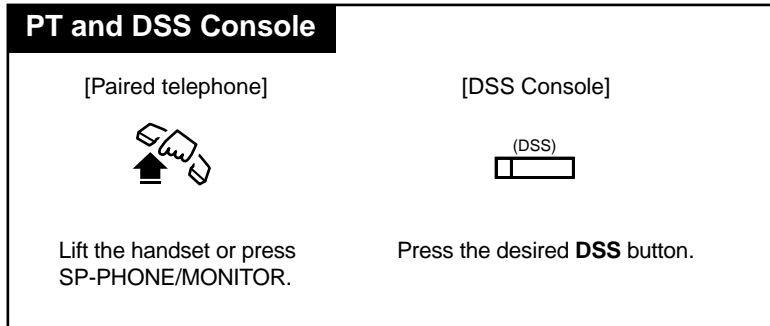 PT and DSS Console
[Paired telephone]
[DSS Console]
(DSS)
Lift the handset or press
SP-PHONE/MONITOR.
Press the desired DSS button.